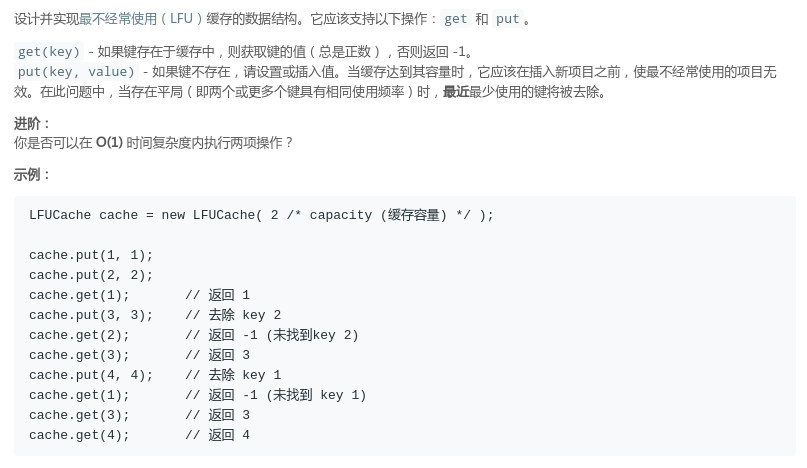 设计并实现最不经常使用（LFU）缓存的数据结构。它应该支持以下操作：get 和 put。
get(key) - 如果键存在于缓存中，则获取键的值（总是正数），否则返回 -1。
put(key, value) - 如果键不存在，请设置或插入值。当缓存达到其容量时，它应该在插入新项目之前，使最不经常使用的项目无
效。在此问题中，当存在平局（即两个或更多个键具有相同使用频率）时，最近最少使用的键将被去除。
进阶：
你是否可以在 O(1) 时间复杂度内执行两项操作？
示例：
LFUCache cache = new LFUCache( 2 /* capacity (缓存容量) */ );
cache.put(1, 1);
cache.put(2, 2);
cache.get(1);       // 返回 1
cache.put(3, 3);    // 去除 key 2
cache.get(2);       // 返回 -1 (未找到key 2)
cache.get(3);       // 返回 3
cache.put(4, 4);    // 去除 key 1
cache.get(1);       // 返回 -1 (未找到 key 1)
cache.get(3);       // 返回 3
cache.get(4);       // 返回 4